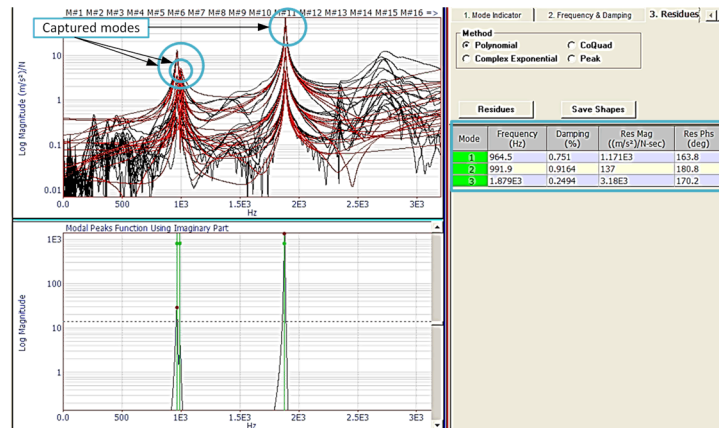 M#1 M#2 M#3 M#4 M#5 M#6 M#7 M#8 M#9 M#10 M#11 M#12 M#13 M#14 M#15 M#16 =>
Captured modes
Log Magnitude (m/s²)/N
10
1
0.1
0.01
0.0 500 1E3 1.5E3 2E3 2.5E3 3E3
Hz
Modal Peaks Function Using Imaginary Part
Log Magnitude
1E3
100
10
1
0.0 500 1E3 1.5E3 2E3 2.5E3 3E3
Hz
1. Mode Indicator 2. Frequency & Damping 3. Residues
Method
Polynomial CoQuad
Complex Exponential Peak
Residues Save Shapes
Mode Frequency (Hz) Damping (%) Res Mag ((m/s²)/N-sec) Res Phs (deg)
1 964.5 0.751 1.171E3 163.8
2 991.9 0.9164 137 180.8
3 1.879E3 0.2494 3.18E3 170.2